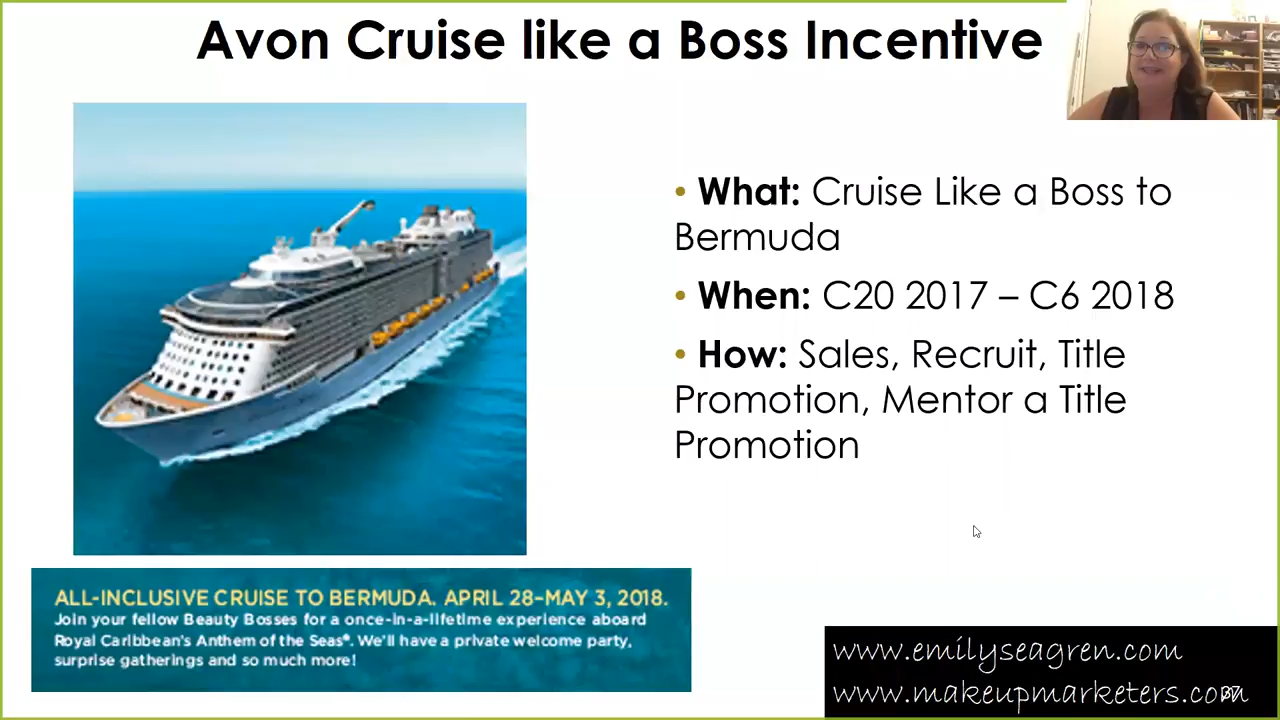 Avon Cruise like a Boss Incentive
• What: Cruise Like a Boss to
Bermuda
• When: C20 2017 – C6 2018
• How: Sales, Recruit, Title
Promotion, Mentor a Title
Promotion
ALL-INCLUSIVE CRUISE TO BERMUDA. APRIL 28–MAY 3, 2018.
Join your fellow Beauty Bosses for a once-in-a-lifetime experience aboard
Royal Caribbean's Anthem of the Seas®. We'll have a private welcome party,
surprise gatherings and so much more!
www.emilyseagren.com
www.makeupmarketers.com
37